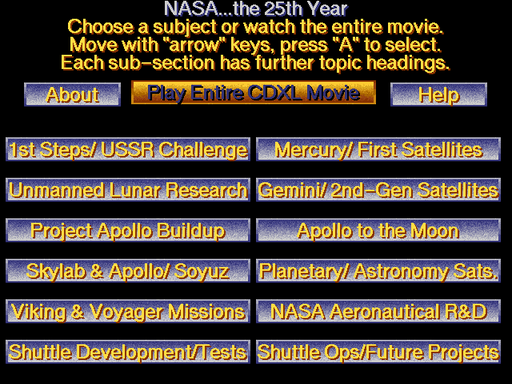 NASA...the 25th Year
Choose a subject or watch the entire movie.
Move with "arrow" keys, press "A" to select.
Each sub-section has further topic headings.
About
Play Entire CDXL Movie
Help
1st Steps/ USSR Challenge
Mercury/ First Satellites
Unmanned Lunar Research
Gemini/ 2nd-Gen Satellites
Project Apollo Buildup
Apollo to the Moon
Skylab & Apollo/ Soyuz
Planetary/ Astronomy Sats.
Viking & Voyager Missions
NASA Aeronautical R&D
Shuttle Development/Tests
Shuttle Ops/Future Projects